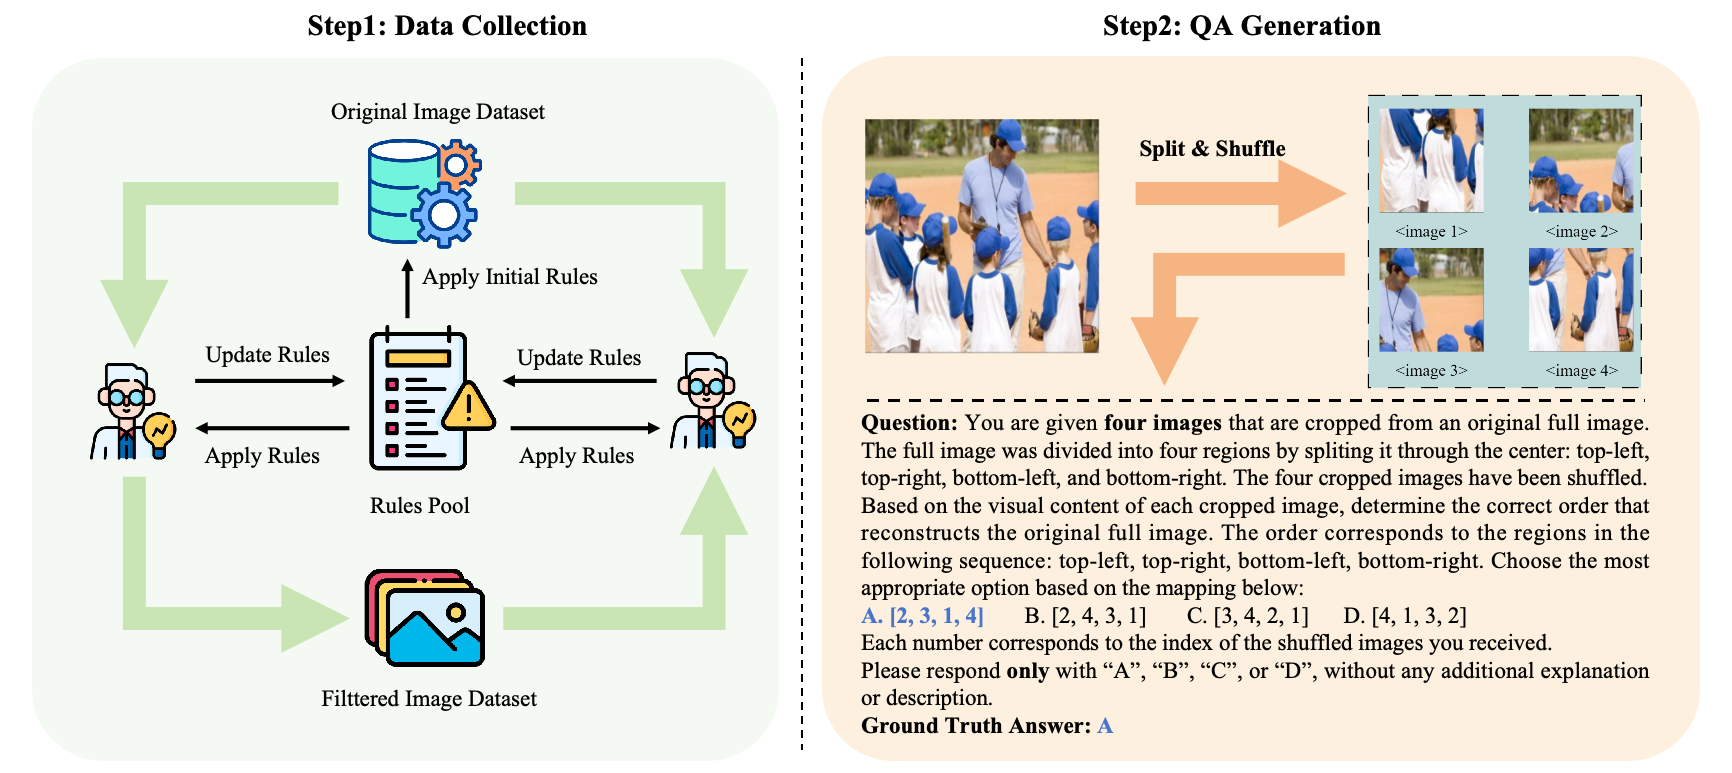 Step1: Data Collection
Original Image Dataset
Apply Initial Rules
Update Rules
Update Rules
Apply Rules
Apply Rules
Rules Pool
Filttered Image Dataset
Step2: QA Generation
Split & Shuffle
<image 1>
<image 2>
<image 3>
<image 4>
Question: You are given four images that are cropped from an original full image.
The full image was divided into four regions by spliting it through the center: top-left,
top-right, bottom-left, and bottom-right. The four cropped images have been shuffled.
Based on the visual content of each cropped image, determine the correct order that
reconstructs the original full image. The order corresponds to the regions in the
following sequence: top-left, top-right, bottom-left, bottom-right. Choose the most
appropriate option based on the mapping below:
A. [2, 3, 1, 4] B. [2, 4, 3, 1] C. [3, 4, 2, 1] D. [4, 1, 3, 2]
Each number corresponds to the index of the shuffled images you received.
Please respond only with “A”, “B”, “C”, or “D”, without any additional explanation
or description.
Ground Truth Answer: A